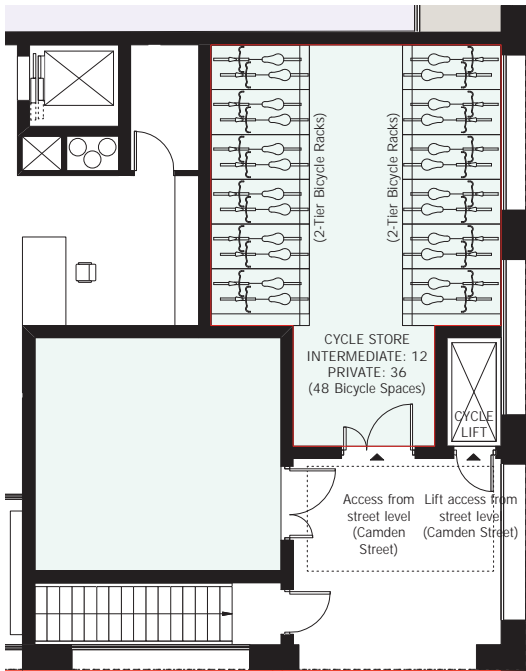 (2-Tier Bicycle Racks)
(2-Tier Bicycle Racks)
CYCLE STORE
INTERMEDIATE: 12
PRIVATE: 36
(48 Bicycle Spaces)
CYCLE
LIFT
Access from
street level
(Camden
Street)
Lift access from
street level
(Camden Street)